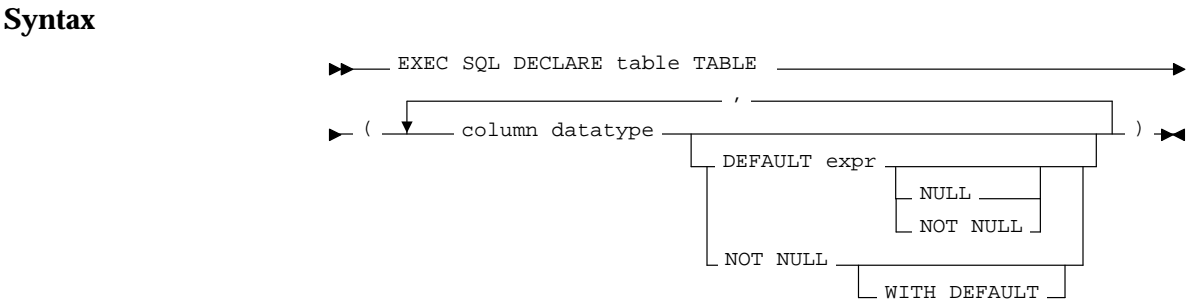 Syntax
EXEC SQL DECLARE table TABLE
,
( column datatype )
DEFAULT expr
NULL
NOT NULL
NOT NULL
WITH DEFAULT